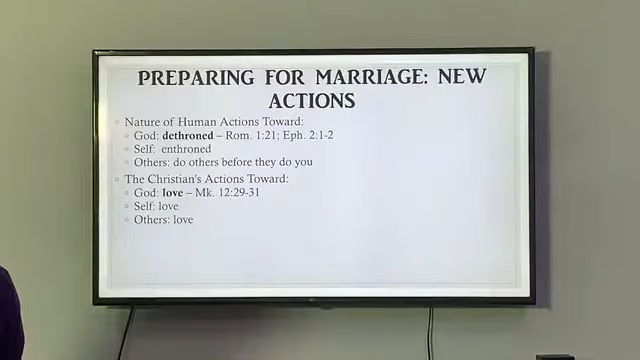 PREPARING FOR MARRIAGE: NEW
ACTIONS
Nature of Human Actions Toward:
God: dethroned – Rom. 1:21; Eph. 2:1-2
Self: enthroned
Others: do others before they do you
The Christian's Actions Toward:
God: love – Mk. 12:29-31
Self: love
Others: love